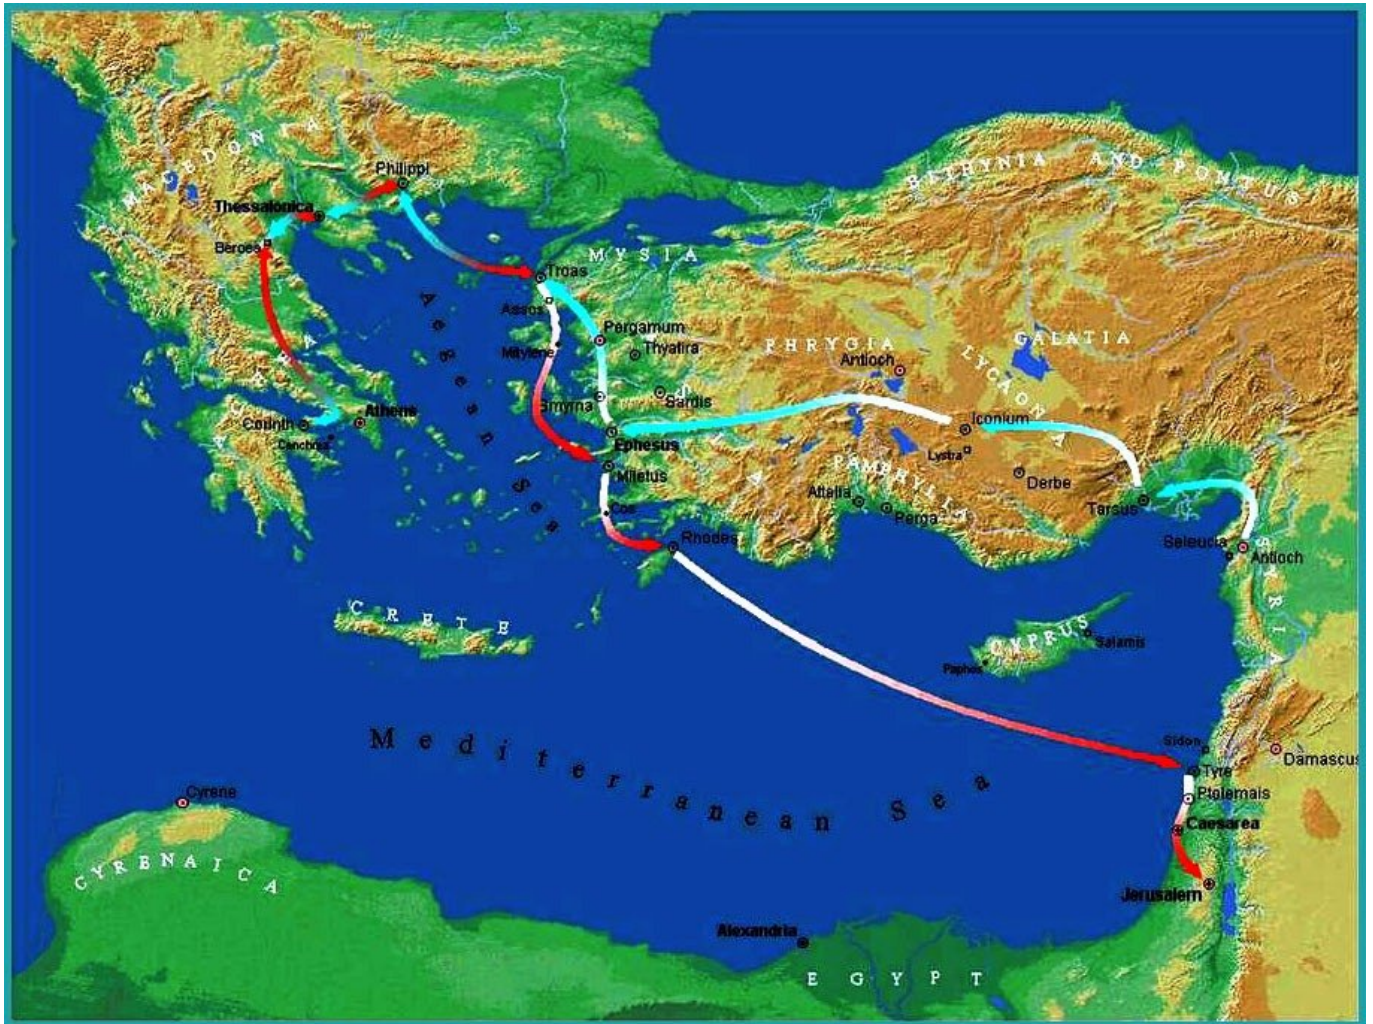 BITHYNIA AND PONTUS
MACEDONIA
Philippi
Thessalonica
Beroea
MYSIA
Troas
Assos
Aegean Sea
Pergamum
Mitylene
Thyatira
PHRYGIA
GALATIA
Antioch
LYCAONIA
Smyrna
Sardis
Corinth
Athens
Cenchrea
Ephesus
Iconium
Lystra
Miletus
PAMPHYLIA
Derbe
Attalia
Perga
Tarsus
Cos
Rhodes
Seleucia
Antioch
SYRIA
CRETE
CYPRUS
Salamis
Paphos
Mediterranean Sea
Sidon
Damascus
Tyre
Cyrene
Ptolemais
Caesarea
CYRENAICA
Jerusalem
Alexandria
EGYPT